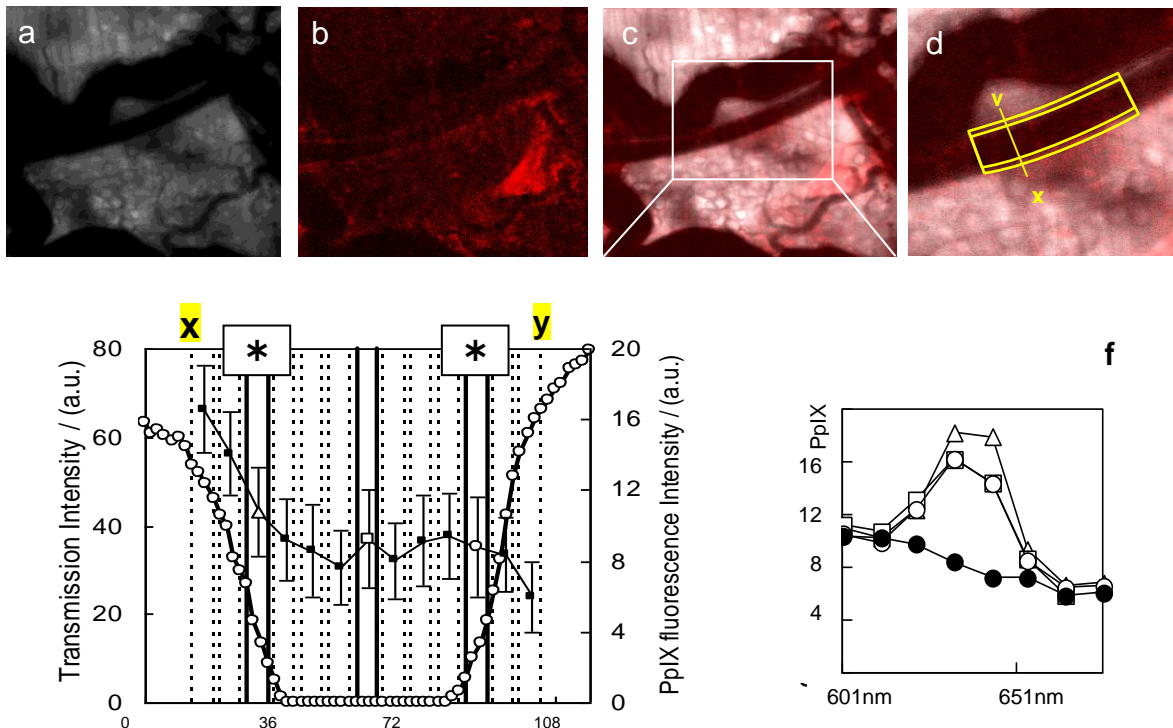 a
b
c
d
y
x
x
y
*
*
80
60
40
20
0
Transmission Intensity / (a.u.)
20
16
12
8
4
0
PpIX fluorescence Intensity / (a.u.)
0
36
72
108
f
PpIX
16
12
8
4
601nm
651nm